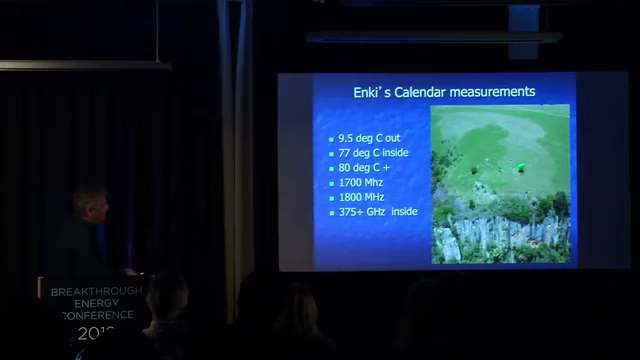 Enki's Calendar measurements
9.5 deg C out
77 deg C inside
80 deg C +
1700 Mhz
1800 MHz
375+ GHz inside
BREAKTHROUGH
ENERGY
CONFERENCE